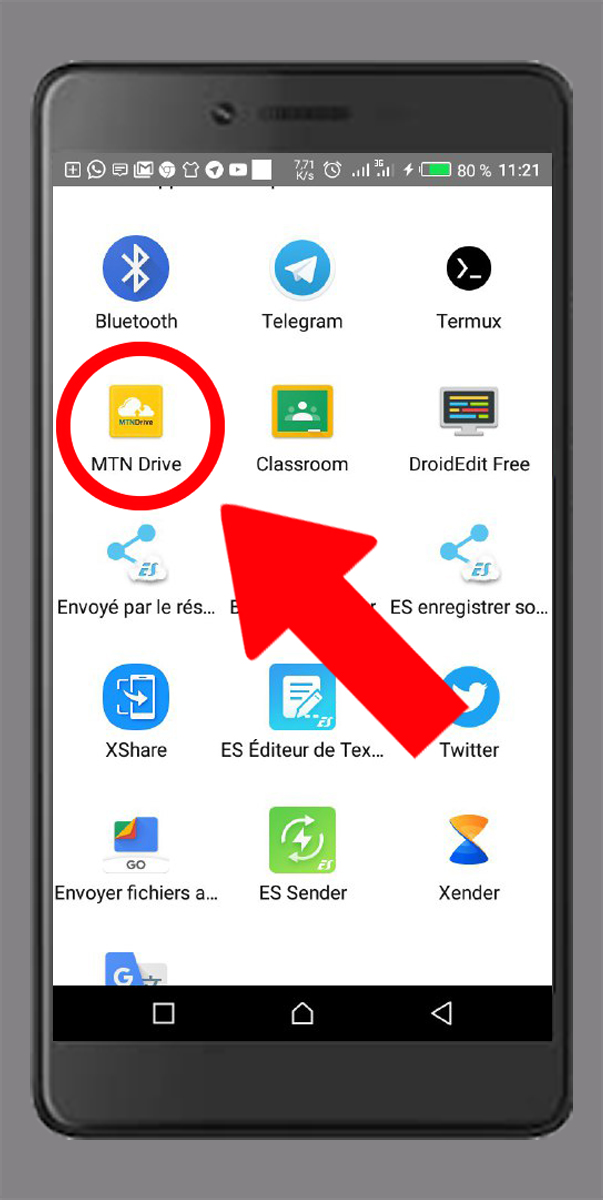 7,71
K/s
3G
80 % 11:21
Bluetooth
Telegram
Termux
MTNDrive
MTN Drive
Classroom
DroidEdit Free
ES
ES
Envoyé par le rés...
ES enregistrer so...
ES
XShare
ES Éditeur de Tex...
Twitter
GO
ES
Envoyer fichiers a...
ES Sender
Xender
G